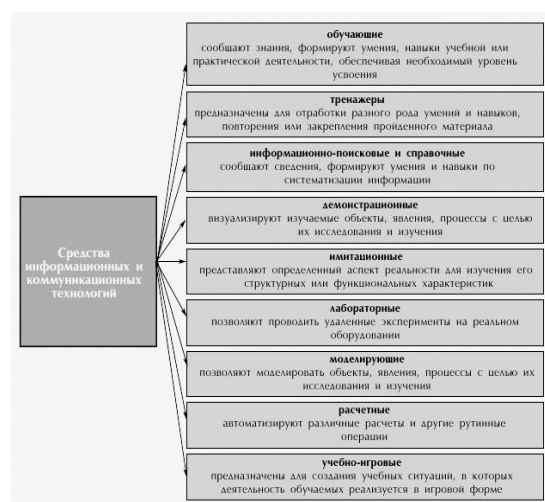 Средства
информационных и
коммуникационных
технологий
обучающие
сообщают знания, формируют умения, навыки учебной или
практической деятельности, обеспечивая необходимый уровень
усвоения
тренажеры
предназначены для отработки разного рода умений и навыков,
повторения или закрепления пройденного материала
информационно-поисковые и справочные
сообщают сведения, формируют умения и навыки по
систематизации информации
демонстрационные
визуализируют изучаемые объекты, явления, процессы с целью
их исследования и изучения
имитационные
представляют определенный аспект реальности для изучения его
структурных или функциональных характеристик
лабораторные
позволяют проводить удаленные эксперименты на реальном
оборудовании
моделирующие
позволяют моделировать объекты, явления, процессы с целью их
исследования и изучения
расчетные
автоматизируют различные расчеты и другие рутинные
операции
учебно-игровые
предназначены для создания учебных ситуаций, в которых
деятельность обучаемых реализуется в игровой форме